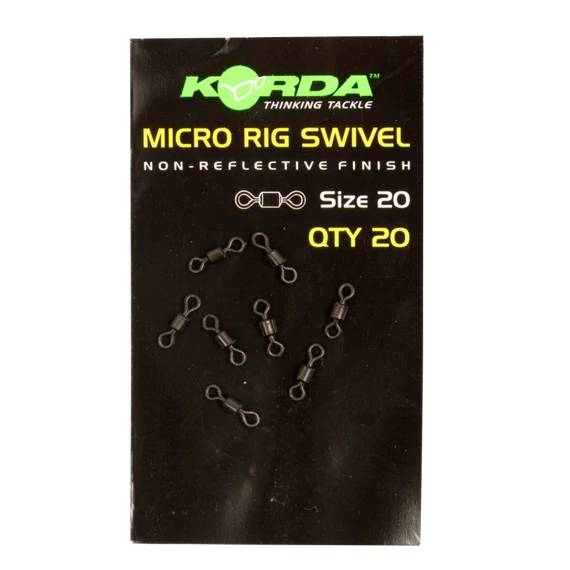 KORDA™
THINKING TACKLE
MICRO RIG SWIVEL
NON-REFLECTIVE FINISH
Size 20
QTY 20